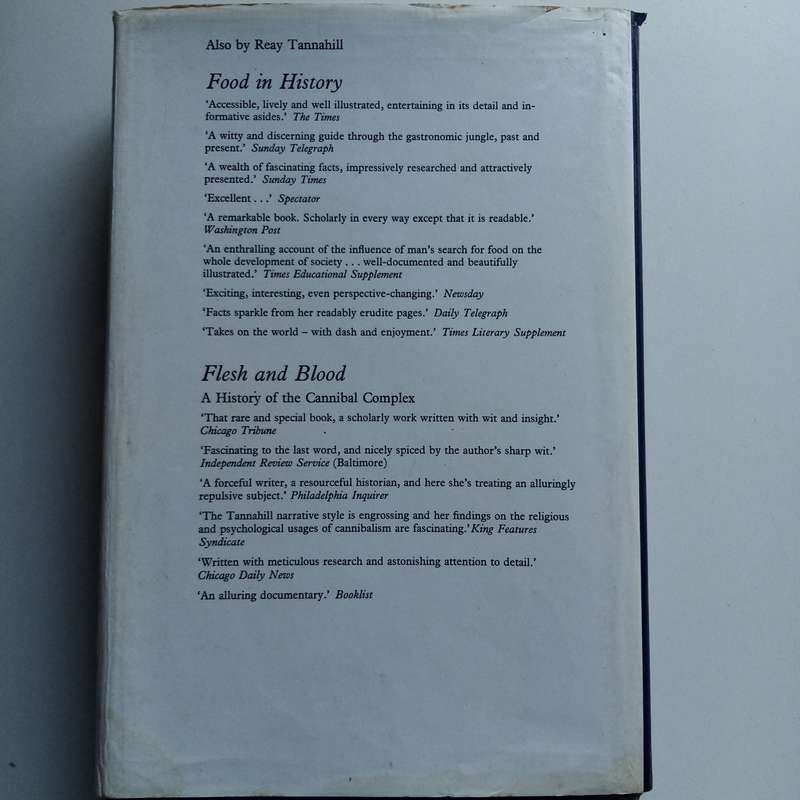 Also by Reay Tannahill
Food in History
‘Accessible, lively and well illustrated, entertaining in its detail and in-
formative asides.’ The Times
‘A witty and discerning guide through the gastronomic jungle, past and
present.’ Sunday Telegraph
‘A wealth of fascinating facts, impressively researched and attractively
presented.’ Sunday Times
‘Excellent . . .’ Spectator
‘A remarkable book. Scholarly in every way except that it is readable.’
Washington Post
‘An enthralling account of the influence of man’s search for food on the
whole development of society . . . well-documented and beautifully
illustrated.’ Times Educational Supplement
‘Exciting, interesting, even perspective-changing.’ Newsday
‘Facts sparkle from her readably erudite pages.’ Daily Telegraph
‘Takes on the world – with dash and enjoyment.’ Times Literary Supplement
Flesh and Blood
A History of the Cannibal Complex
‘That rare and special book, a scholarly work written with wit and insight.’
Chicago Tribune
‘Fascinating to the last word, and nicely spiced by the author’s sharp wit.’
Independent Review Service (Baltimore)
‘A forceful writer, a resourceful historian, and here she’s treating an alluringly
repulsive subject.’ Philadelphia Inquirer
‘The Tannahill narrative style is engrossing and her findings on the religious
and psychological usages of cannibalism are fascinating.’ King Features
Syndicate
‘Written with meticulous research and astonishing attention to detail.’
Chicago Daily News
‘An alluring documentary.’ Booklist